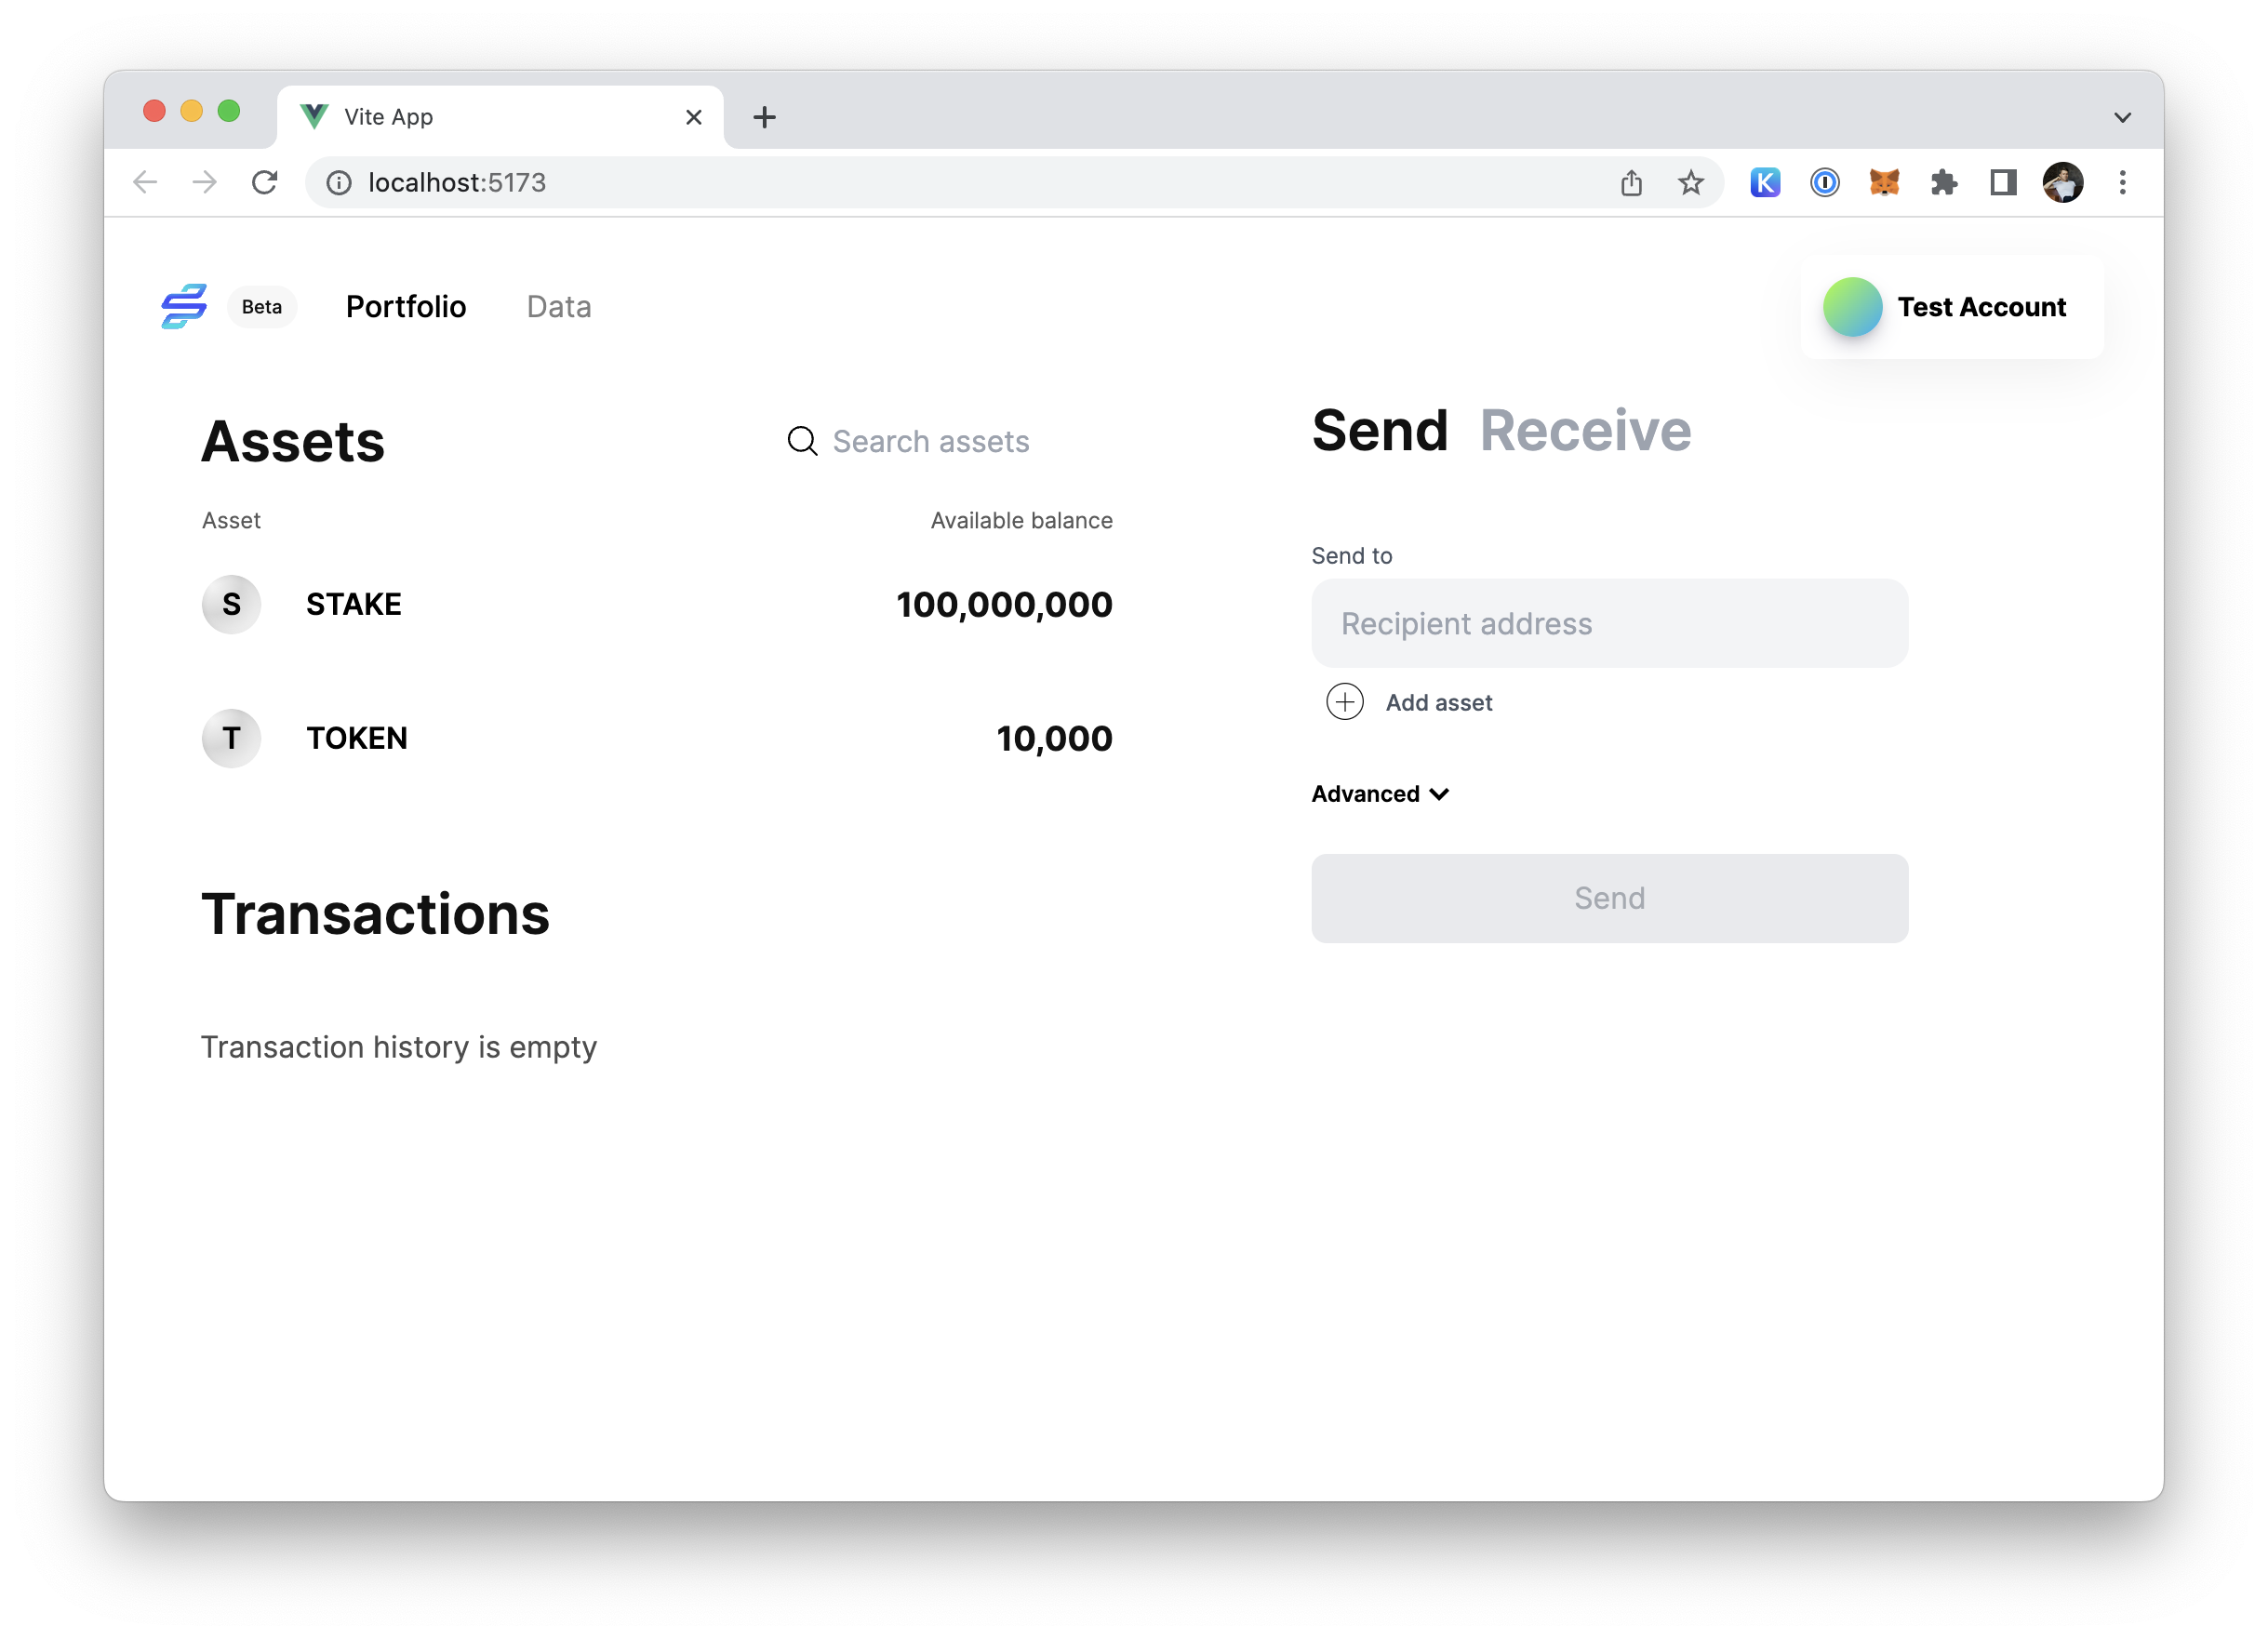 Vite App
localhost:5173
K
Beta
Portfolio
Data
Test Account
Assets
Search assets
Asset
Available balance
S
STAKE
100,000,000
T
TOKEN
10,000
Transactions
Transaction history is empty
Send
Receive
Send to
Recipient address
Add asset
Advanced
Send